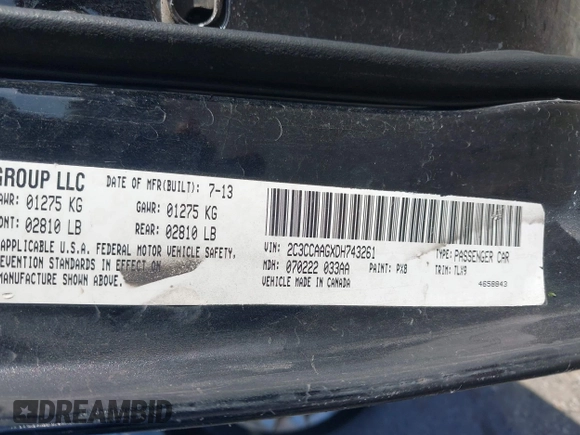 GROUP LLC DATE OF MFR(BUILT): 7-13
GAWR: 01275 KG GAWR: 01275 KG
02810 LB REAR: 02810 LB
APPLICABLE U.S.A. FEDERAL MOTOR VEHICLE SAFETY,
PREVENTION STANDARDS IN EFFECT ON
MANUFACTURE SHOWN ABOVE.
VIN: 2C3CCAAGXDH743261 TYPE: PASSENGER CAR
MDH: 070222 033AA PAINT: PX8 TRIM: TLX9
VEHICLE MADE IN CANADA 4658843
DREAMBID